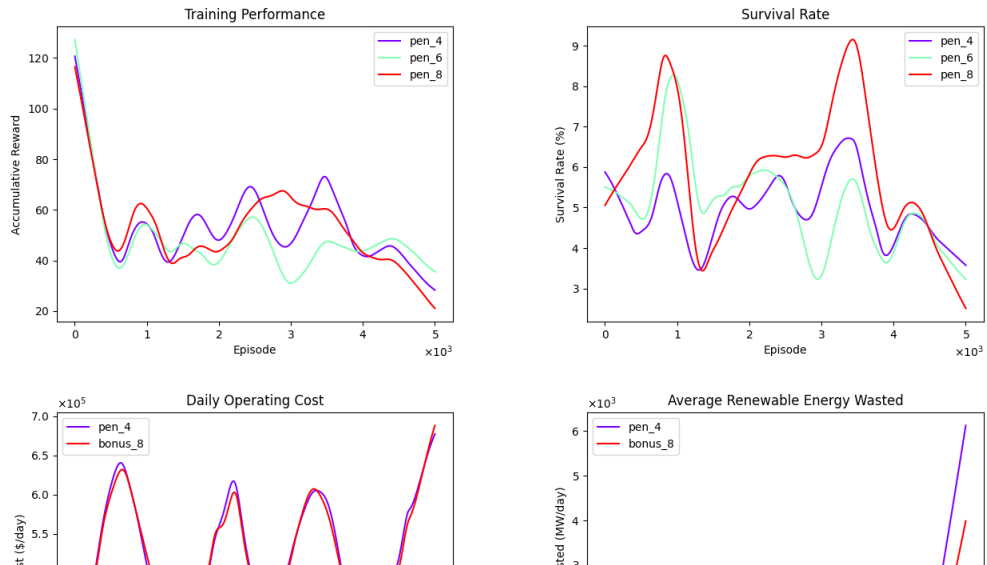 Training Performance
Accumulative Reward
120
100
80
60
40
20
pen_4
pen_6
pen_8
0
1
2
3
4
5
Episode
×10³
Survival Rate
Survival Rate (%)
9
8
7
6
5
4
3
pen_4
pen_6
pen_8
0
1
2
3
4
5
Episode
×10³
Daily Operating Cost
×10⁵
7.0
6.5
6.0
5.5
($/day)
pen_4
bonus_8
Average Renewable Energy Wasted
×10³
6
5
4
(MW/day)
pen_4
bonus_8